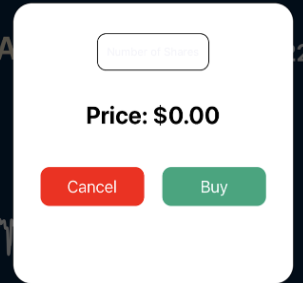 Number of Shares
Price: $0.00
Cancel
Buy